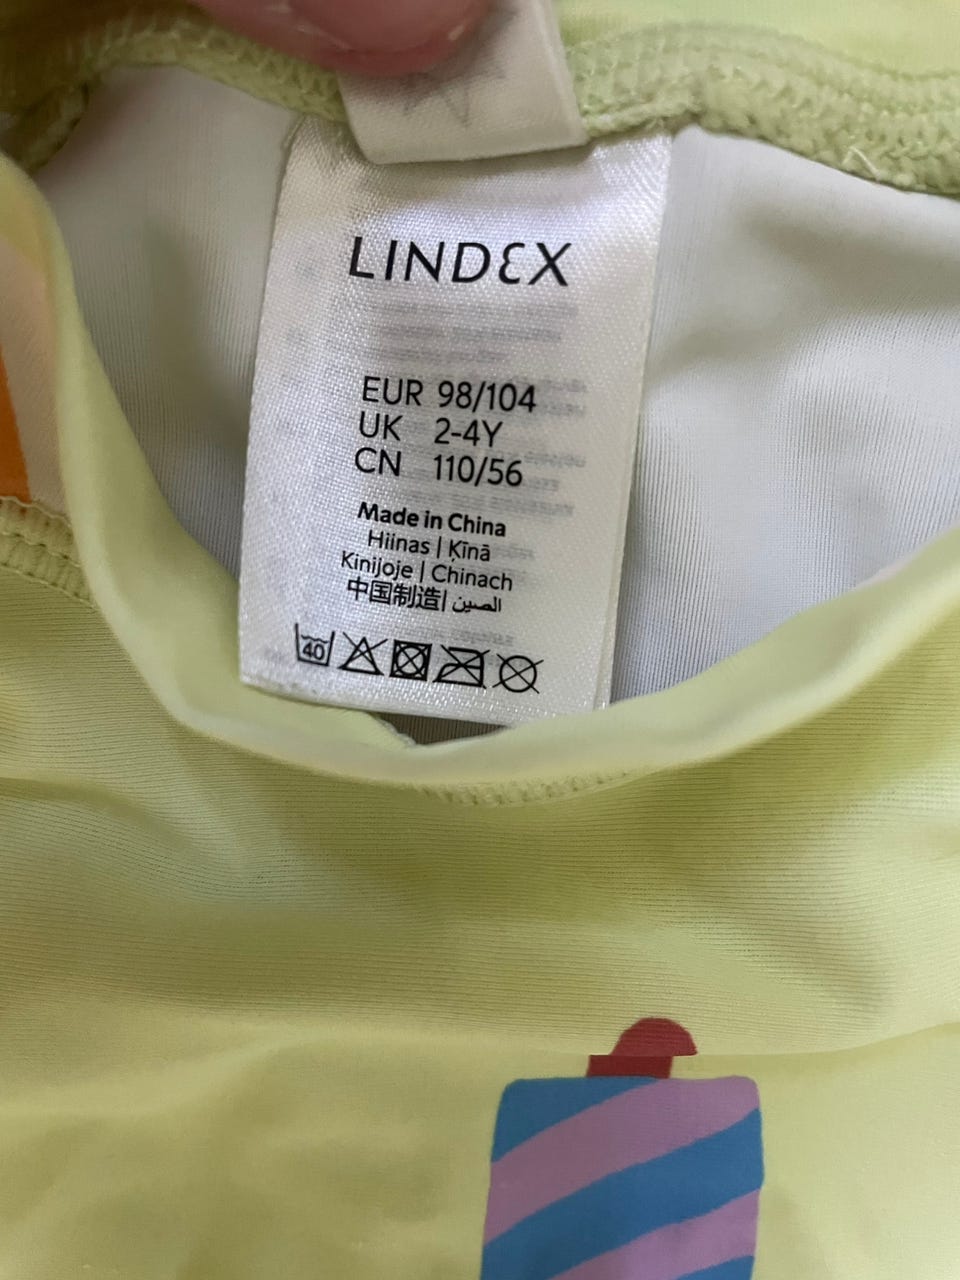 LINDEX
EUR 98/104
UK 2-4Y
CN 110/56
Made in China
Hiinas | Ķīnā
Kinijoje | Chinach
中国制造| الصين
40